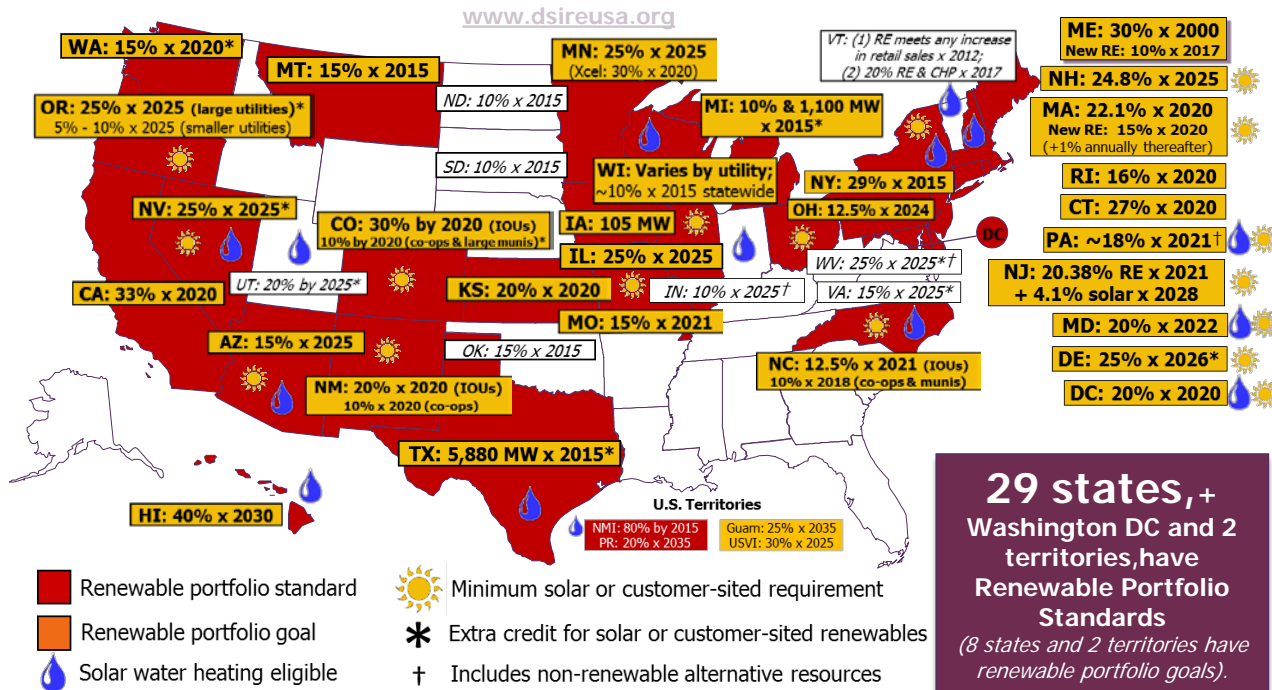 www.dsireusa.org
WA: 15% x 2020*
MT: 15% x 2015
MN: 25% x 2025
(Xcel: 30% x 2020)
VT: (1) RE meets any increase
in retail sales x 2012;
(2) 20% RE & CHP x 2017
ME: 30% x 2000
New RE: 10% x 2017
NH: 24.8% x 2025
OR: 25% x 2025 (large utilities)*
5% - 10% x 2025 (smaller utilities)
ND: 10% x 2015
MI: 10% & 1,100 MW
x 2015*
MA: 22.1% x 2020
New RE: 15% x 2020
(+1% annually thereafter)
SD: 10% x 2015
WI: Varies by utility;
~10% x 2015 statewide
NY: 29% x 2015
RI: 16% x 2020
NV: 25% x 2025*
CO: 30% by 2020 (IOUs)
10% by 2020 (co-ops & large munis)*
IA: 105 MW
OH: 12.5% x 2024
CT: 27% x 2020
DC
PA: ~18% x 2021†
IL: 25% x 2025
WV: 25% x 2025*†
UT: 20% by 2025*
CA: 33% x 2020
KS: 20% x 2020
IN: 10% x 2025†
VA: 15% x 2025*
NJ: 20.38% RE x 2021
+ 4.1% solar x 2028
MO: 15% x 2021
MD: 20% x 2022
AZ: 15% x 2025
OK: 15% x 2015
NC: 12.5% x 2021 (IOUs)
10% x 2018 (co-ops & munis)
DE: 25% x 2026*
NM: 20% x 2020 (IOUs)
10% x 2020 (co-ops)
DC: 20% x 2020
TX: 5,880 MW x 2015*
HI: 40% x 2030
U.S. Territories
NMI: 80% by 2015
PR: 20% x 2035
Guam: 25% x 2035
USVI: 30% x 2025
29 states,+
Washington DC and 2
territories,have
Renewable Portfolio
Standards
(8 states and 2 territories have
renewable portfolio goals).
Renewable portfolio standard
Renewable portfolio goal
Solar water heating eligible
Minimum solar or customer-sited requirement
* Extra credit for solar or customer-sited renewables
† Includes non-renewable alternative resources